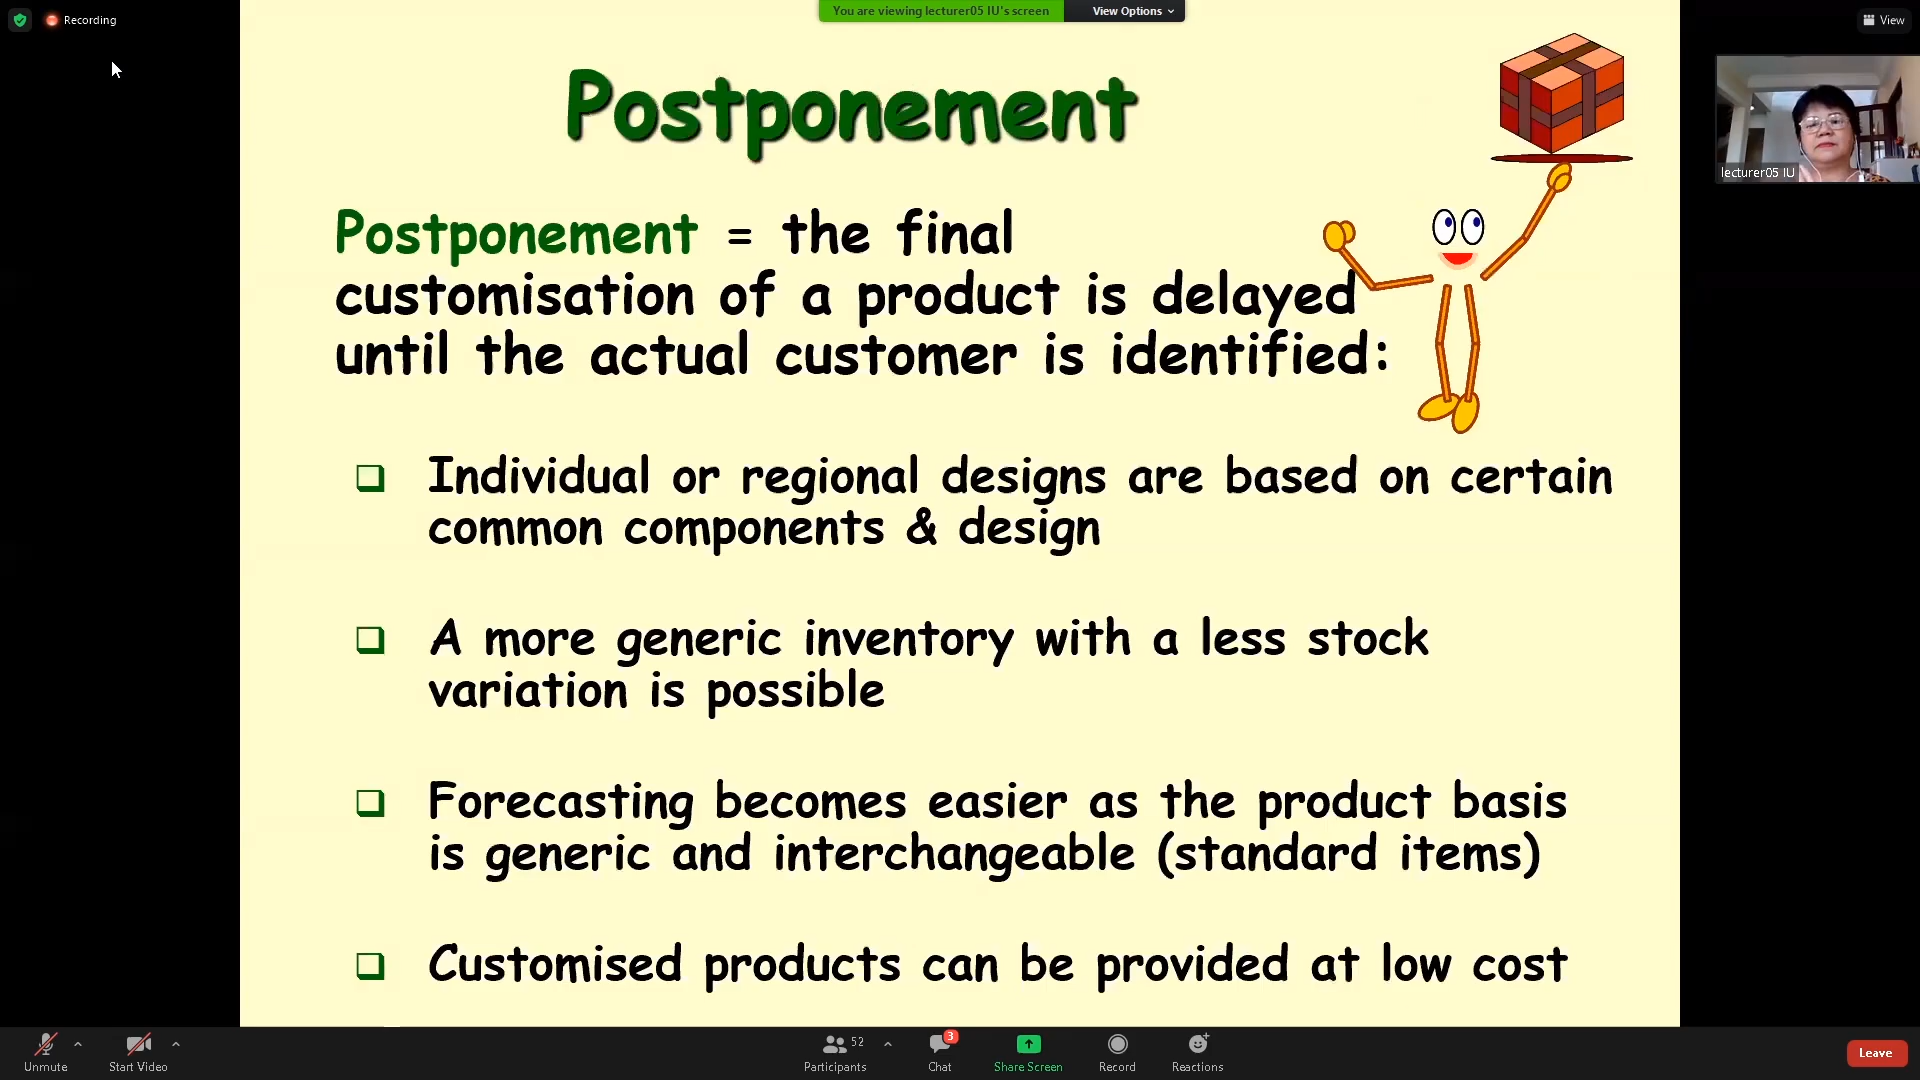 Recording
You are viewing lecturer05 IU's screen
View Options
View
Postponement
lecturer05 IU
Postponement = the final
customisation of a product is delayed
until the actual customer is identified:
Individual or regional designs are based on certain
common components & design
A more generic inventory with a less stock
variation is possible
Forecasting becomes easier as the product basis
is generic and interchangeable (standard items)
Customised products can be provided at low cost
Unmute
Start Video
52
Participants
3
Chat
Share Screen
Record
Reactions
Leave